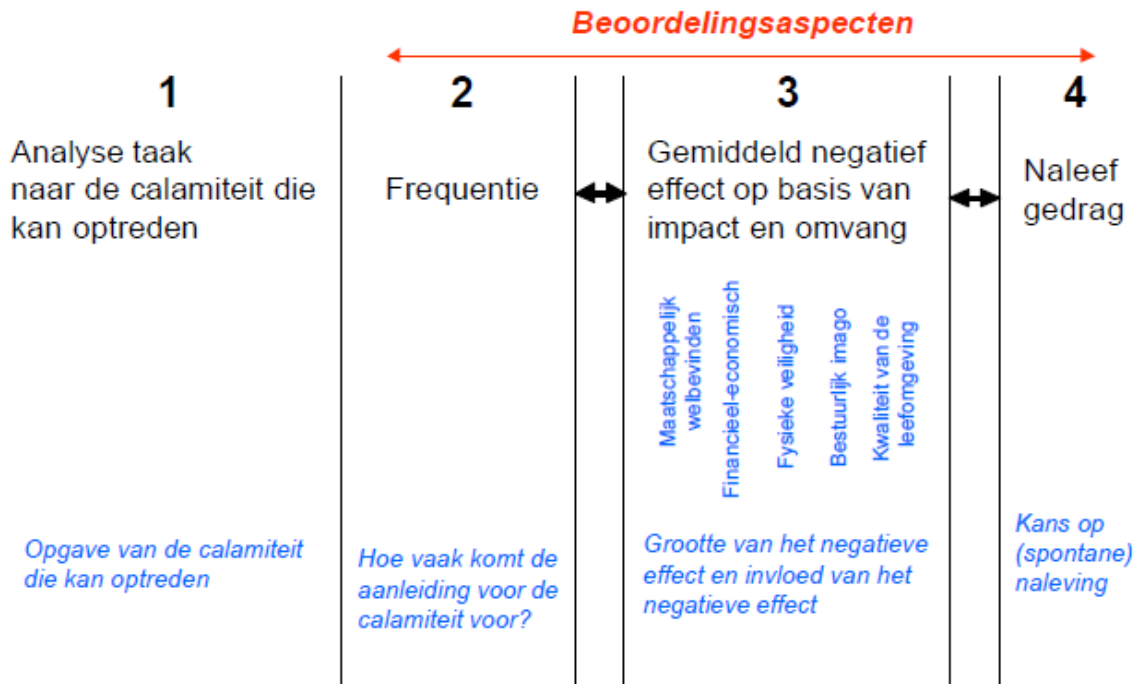 Beoordelingsaspecten
1
Analyse taak
naar de calamiteit die
kan optreden
Opgave van de calamiteit
die kan optreden
2
Frequentie
Hoe vaak komt de
aanleiding voor de
calamiteit voor?
3
Gemiddeld negatief
effect op basis van
impact en omvang
Maatschappelijk
welbevinden
Financieel-economisch
Fysieke veiligheid
Bestuurlijk imago
Kwaliteit van de
leefomgeving
Grootte van het negatieve
effect en invloed van het
negatieve effect
4
Naleef
gedrag
Kans op
(spontane)
naleving